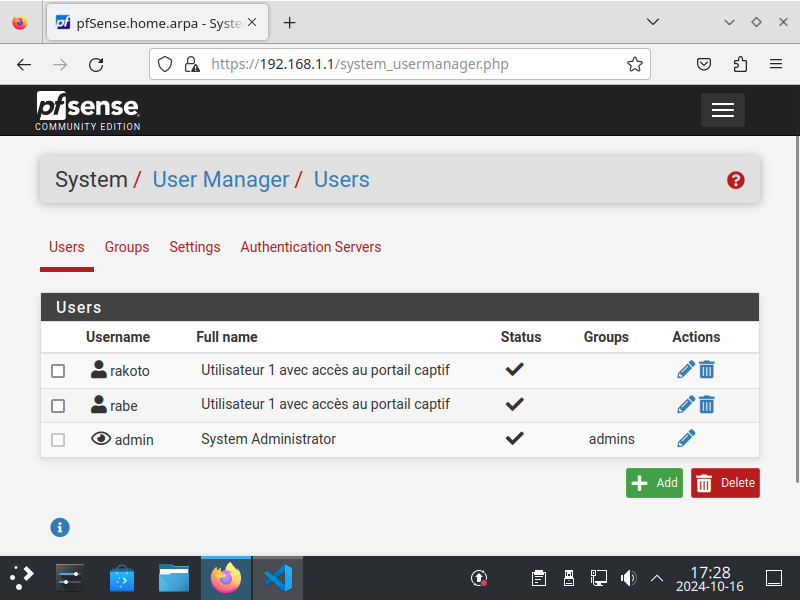 pfSense.home.arpa - Syste
https://192.168.1.1/system_usermanager.php
pfsense
COMMUNITY EDITION
System / User Manager / Users
Users Groups Settings Authentication Servers
Users
Username Full name Status Groups Actions
rakoto Utilisateur 1 avec accès au portail captif
rabe Utilisateur 1 avec accès au portail captif
admin System Administrator admins
Add Delete
17:28
2024-10-16